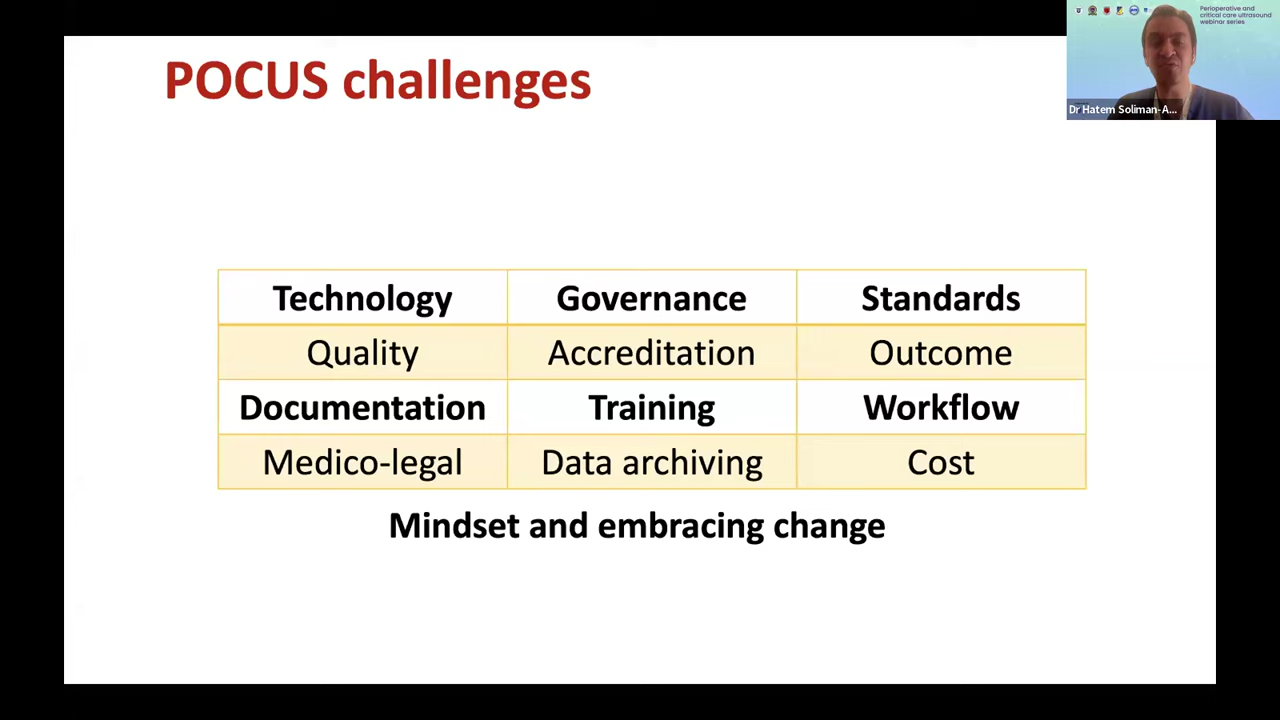 POCUS challenges
Perioperative and
critical care ultrasound
webinar series
Dr Hatem Soliman-A...
Technology Governance Standards
Quality Accreditation Outcome
Documentation Training Workflow
Medico-legal Data archiving Cost
Mindset and embracing change